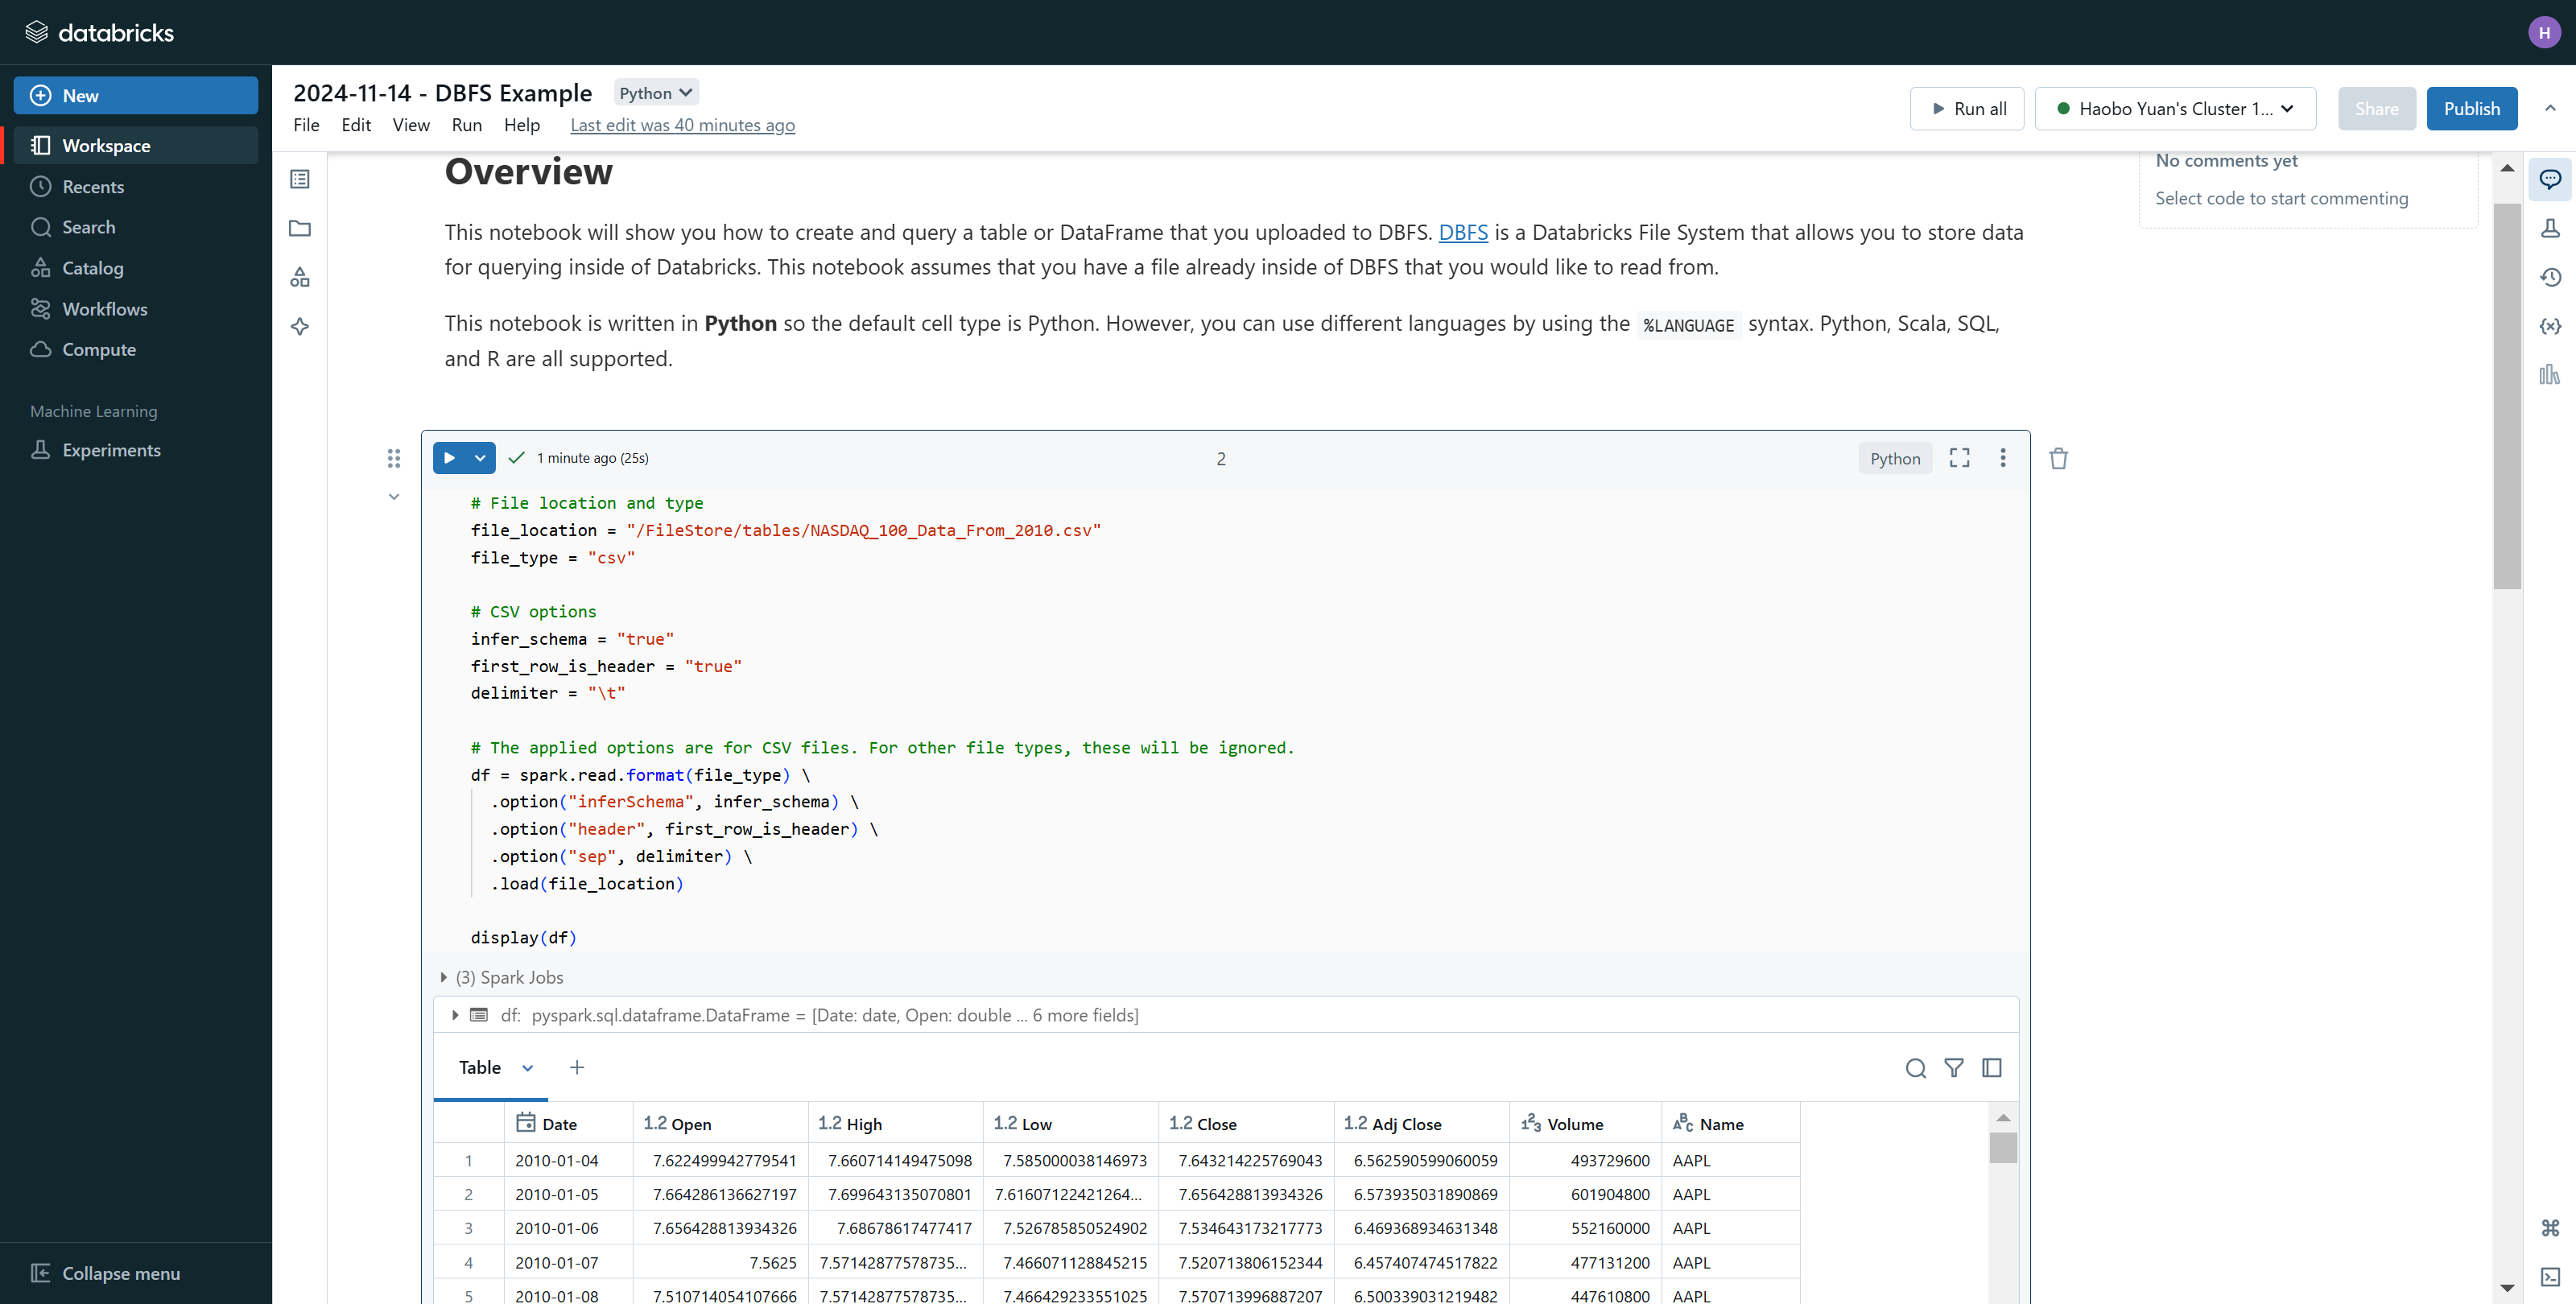 databricks
H
New
Workspace
Recents
Search
Catalog
Workflows
Compute
Machine Learning
Experiments
Collapse menu
2024-11-14 - DBFS Example Python
File Edit View Run Help Last edit was 40 minutes ago
Run all Haobo Yuan's Cluster 1... Share Publish
Overview
This notebook will show you how to create and query a table or DataFrame that you uploaded to DBFS. DBFS is a Databricks File System that allows you to store data
for querying inside of Databricks. This notebook assumes that you have a file already inside of DBFS that you would like to read from.
This notebook is written in Python so the default cell type is Python. However, you can use different languages by using the %LANGUAGE syntax. Python, Scala, SQL,
and R are all supported.
No comments yet
Select code to start commenting
1 minute ago (25s) 2 Python
# File location and type
file_location = "/FileStore/tables/NASDAQ_100_Data_From_2010.csv"
file_type = "csv"
# CSV options
infer_schema = "true"
first_row_is_header = "true"
delimiter = "\t"
# The applied options are for CSV files. For other file types, these will be ignored.
df = spark.read.format(file_type) \
.option("inferSchema", infer_schema) \
.option("header", first_row_is_header) \
.option("sep", delimiter) \
.load(file_location)
display(df)
(3) Spark Jobs
df: pyspark.sql.dataframe.DataFrame = [Date: date, Open: double ... 6 more fields]
Table +
Date 1.2 Open 1.2 High 1.2 Low 1.2 Close 1.2 Adj Close 123 Volume ABC Name
1 2010-01-04 7.622499942779541 7.660714149475098 7.585000038146973 7.643214225769043 6.562590599060059 493729600 AAPL
2 2010-01-05 7.664286136627197 7.699643135070801 7.61607122421264... 7.656428813934326 6.573935031890869 601904800 AAPL
3 2010-01-06 7.656428813934326 7.68678617477417 7.526785850524902 7.534643173217773 6.469368934631348 552160000 AAPL
4 2010-01-07 7.5625 7.57142877578735... 7.466071128845215 7.520713806152344 6.457407474517822 477131200 AAPL
5 2010-01-08 7.510714054107666 7.57142877578735... 7.466429233551025 7.570713996887207 6.500339031219482 447610800 AAPL